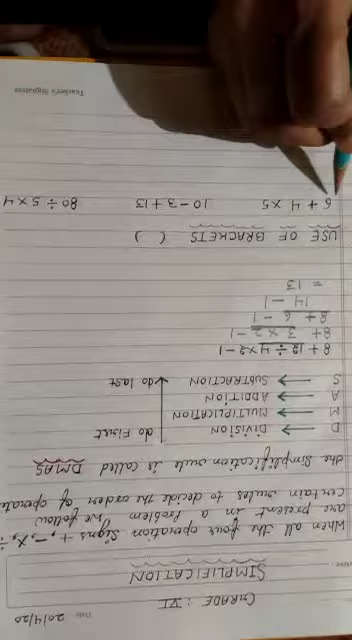 Date 20/4/20
GRADE : VI
SIMPLIFICATION
When all the four operation signs +, -, ×, ÷
are present in a problem we follow
certain rules to decide the order of operate
the simplification rule is called DMAS
D → DIVISION do First
M → MULTIPLICATION
A → ADDITION
S → SUBTRACTION do last
8 + 12 ÷ 4 × 2 - 1
8 + 3 × 2 - 1
8 + 6 - 1
14 - 1
= 13
USE OF BRACKETS ( )
6 + 4 × 5 10 - 3 + 13 80 ÷ 5 × 4
Teacher's Signature